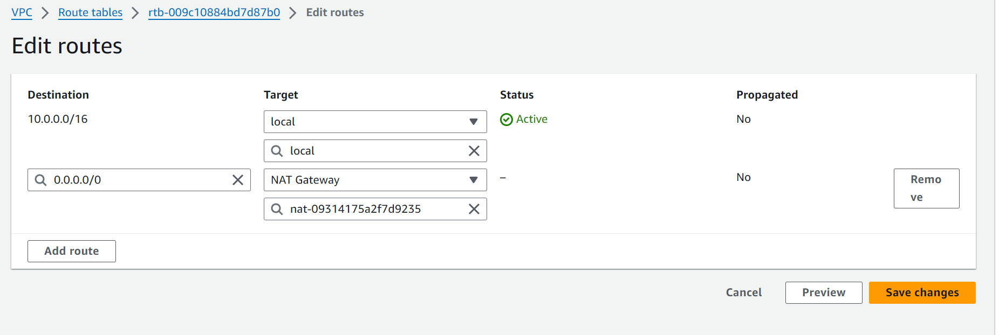 VPC > Route tables > rtb-009c10884bd7d87b0 > Edit routes
Edit routes
Destination Target Status Propagated
10.0.0.0/16 local Active No
local
0.0.0.0/0 NAT Gateway – No Remo
ve
nat-09314175a2f7d9235
Add route
Cancel Preview Save changes